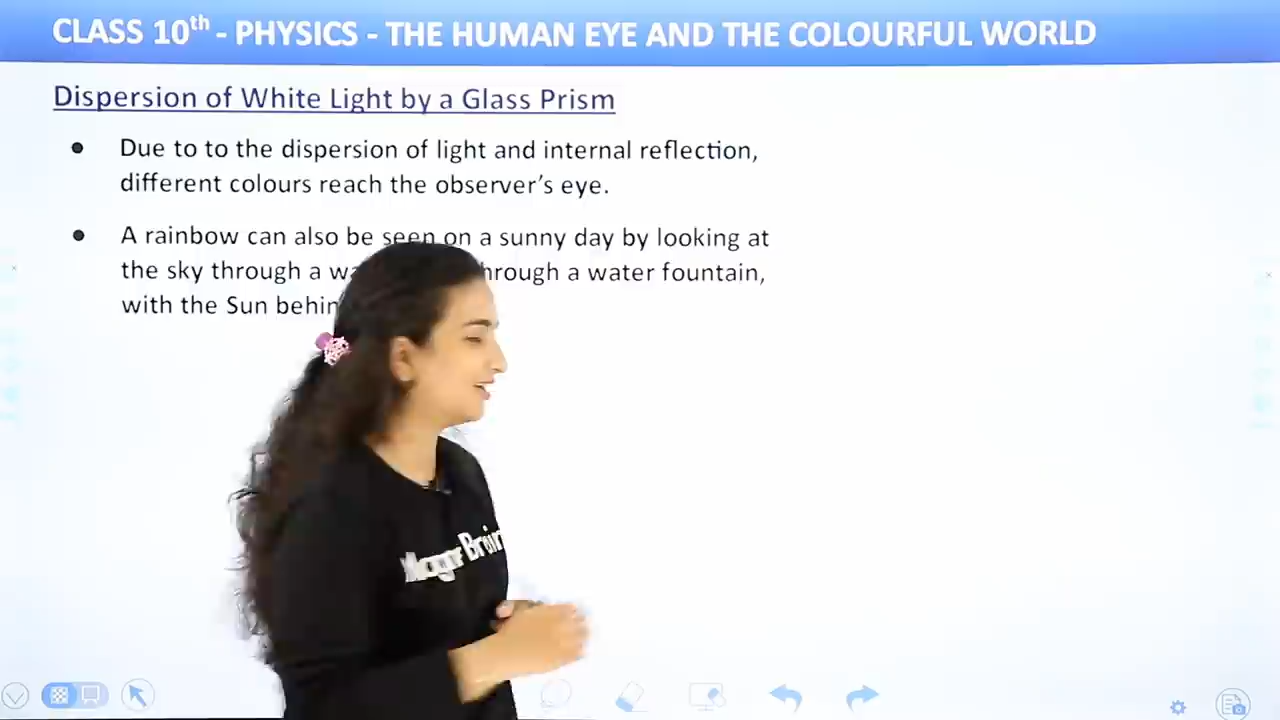 CLASS 10th - PHYSICS - THE HUMAN EYE AND THE COLOURFUL WORLD
Dispersion of White Light by a Glass Prism
● Due to to the dispersion of light and internal reflection,
different colours reach the observer's eye.
● A rainbow can also be seen on a sunny day by looking at
the sky through a through a water fountain,
with the Sun